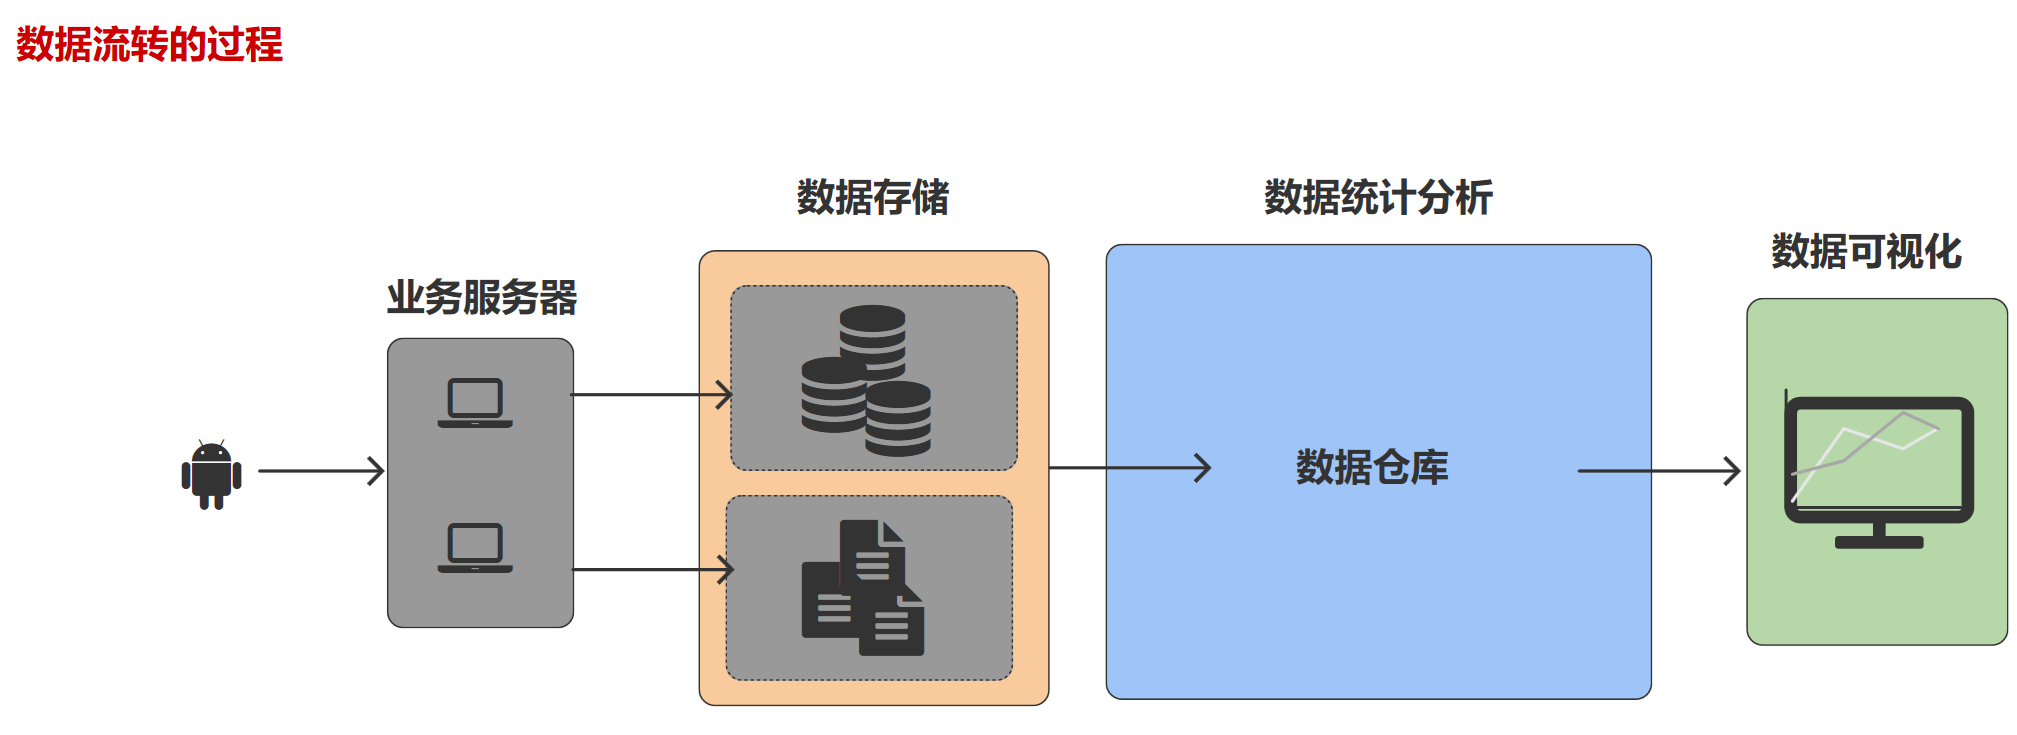 数据流转的过程
数据存储
数据统计分析
数据可视化
业务服务器
数据仓库